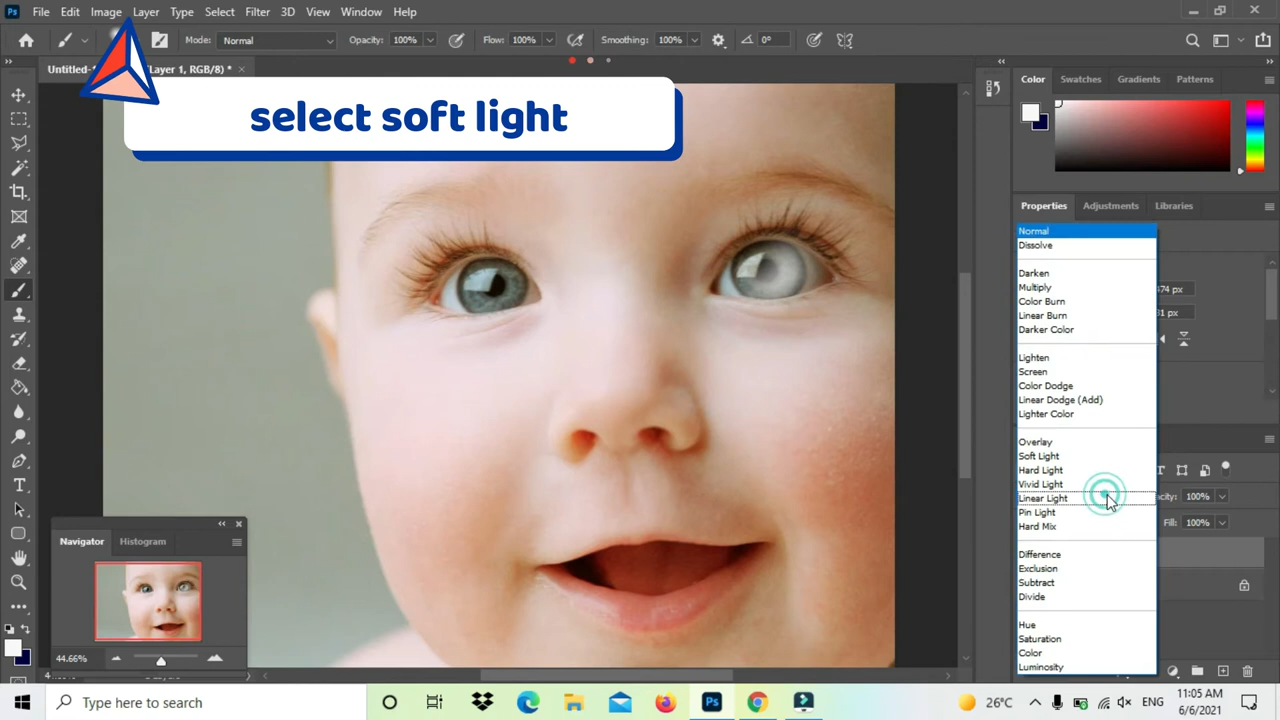 Ps File Edit Image Layer Type Select Filter 3D View Window Help
Mode: Normal Opacity: 100% Flow: 100% Smoothing: 100% 0°
Untitled- Layer 1, RGB/8) * ×
select soft light
Color Swatches Gradients Patterns
Properties Adjustments Libraries
Normal
Dissolve
Darken
Multiply
Color Burn
Linear Burn
Darker Color
Lighten
Screen
Color Dodge
Linear Dodge (Add)
Lighter Color
Overlay
Soft Light
Hard Light
Vivid Light
Linear Light
Pin Light
Hard Mix
Difference
Exclusion
Subtract
Divide
Hue
Saturation
Color
Luminosity
474 px
31 px
acity: 100%
Fill: 100%
Navigator Histogram
44.66%
Type here to search
Ps
26°C
ENG
11:05 AM
6/6/2021